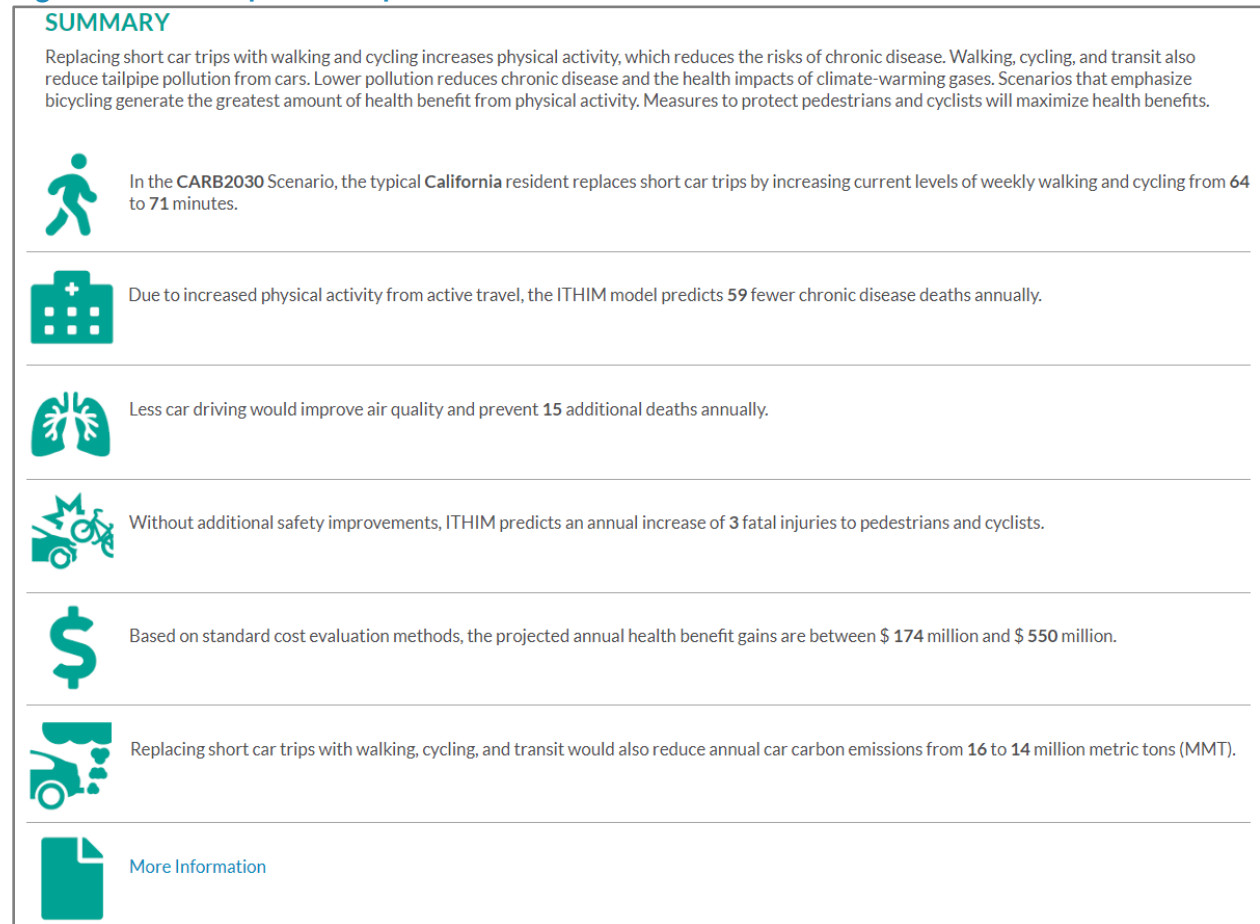 SUMMARY
Replacing short car trips with walking and cycling increases physical activity, which reduces the risks of chronic disease. Walking, cycling, and transit also
reduce tailpipe pollution from cars. Lower pollution reduces chronic disease and the health impacts of climate-warming gases. Scenarios that emphasize
bicycling generate the greatest amount of health benefit from physical activity. Measures to protect pedestrians and cyclists will maximize health benefits.
In the CARB2030 Scenario, the typical California resident replaces short car trips by increasing current levels of weekly walking and cycling from 64
to 71 minutes.
Due to increased physical activity from active travel, the ITHIM model predicts 59 fewer chronic disease deaths annually.
Less car driving would improve air quality and prevent 15 additional deaths annually.
Without additional safety improvements, ITHIM predicts an annual increase of 3 fatal injuries to pedestrians and cyclists.
Based on standard cost evaluation methods, the projected annual health benefit gains are between $ 174 million and $ 550 million.
Replacing short car trips with walking, cycling, and transit would also reduce annual car carbon emissions from 16 to 14 million metric tons (MMT).
More Information